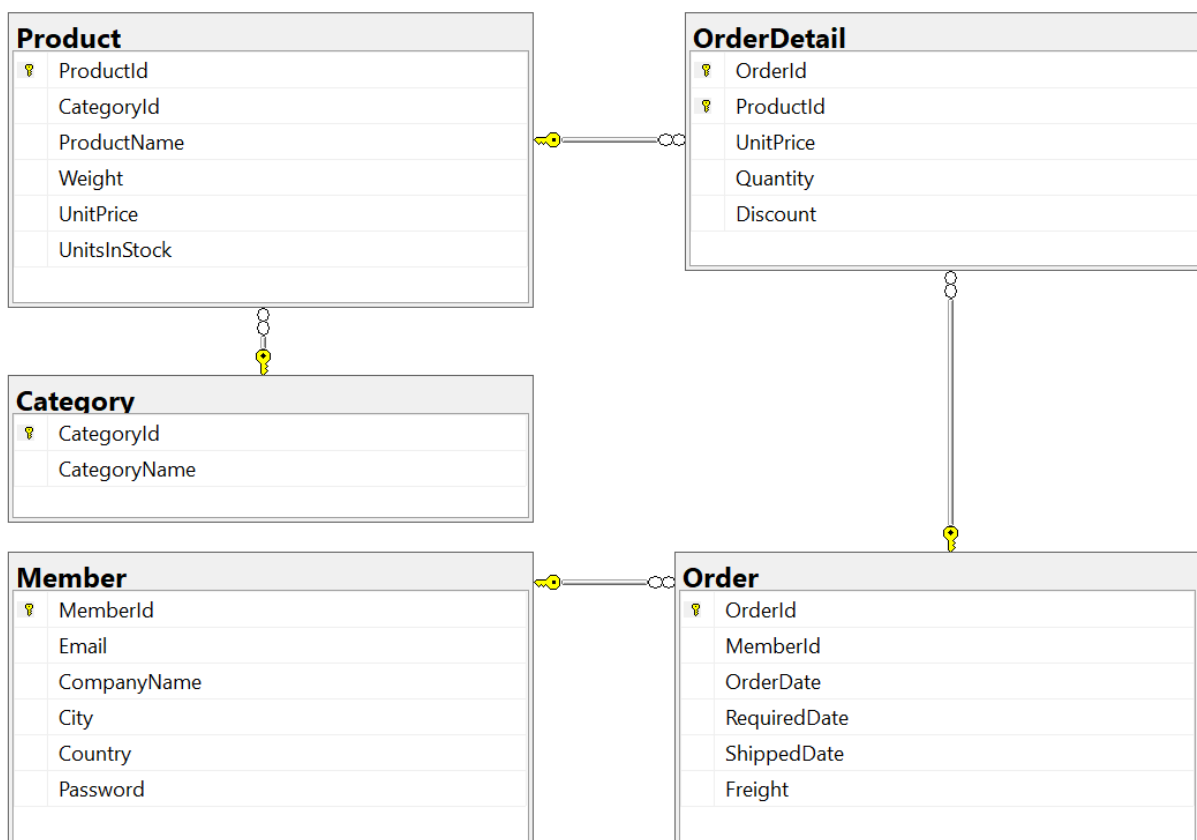 Product
ProductId
CategoryId
ProductName
Weight
UnitPrice
UnitsInStock
OrderDetail
OrderId
ProductId
UnitPrice
Quantity
Discount
Category
CategoryId
CategoryName
Member
MemberId
Email
CompanyName
City
Country
Password
Order
OrderId
MemberId
OrderDate
RequiredDate
ShippedDate
Freight